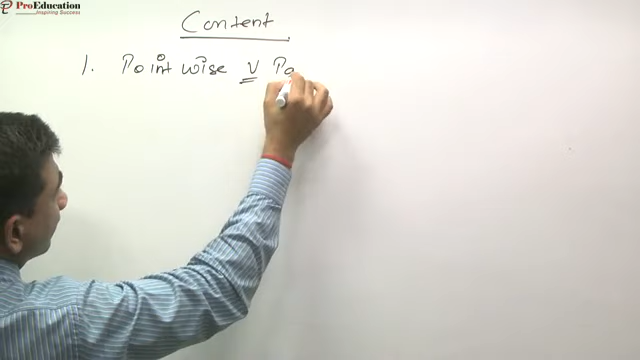 ProEducation
Inspiring Success
Content
1. Point wise V Po